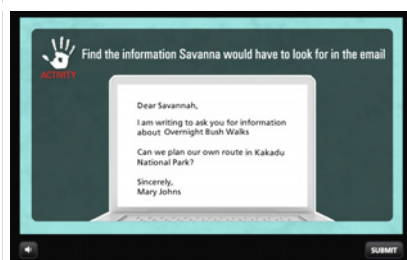 Find the information Savanna would have to look for in the email
ACTIVITY
Dear Savannah,
I am writing to ask you for information
about Overnight Bush Walks
Can we plan our own route in Kakadu
National Park?
Sincerely,
Mary Johns
SUBMIT